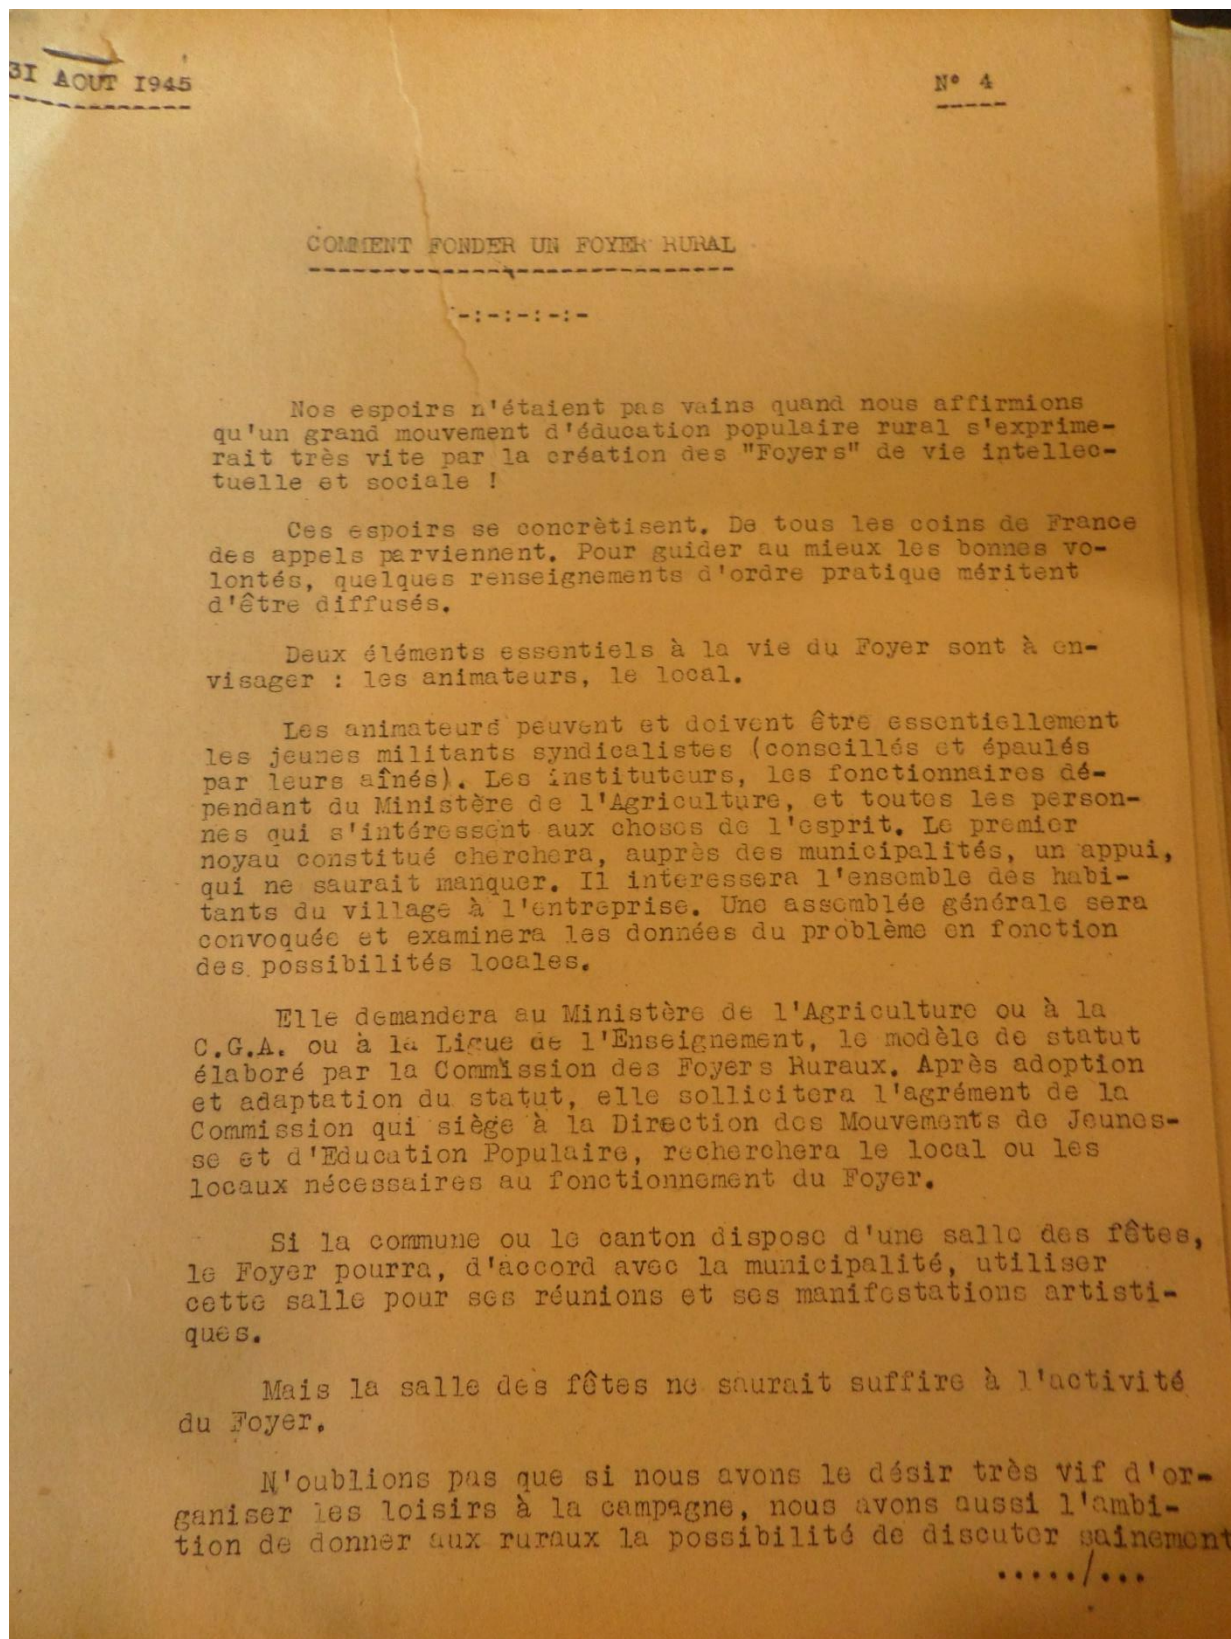 31 AOUT 1945
N° 4
COMMENT FONDER UN FOYER RURAL
-:-:-:-:-
Nos espoirs n'étaient pas vains quand nous affirmions
qu'un grand mouvement d'éducation populaire rural s'exprime-
rait très vite par la création des "Foyers" de vie intellec-
tuelle et sociale !
Ces espoirs se concrètisent. De tous les coins de France
des appels parviennent. Pour guider au mieux les bonnes vo-
lontés, quelques renseignements d'ordre pratique méritent
d'être diffusés.
Deux éléments essentiels à la vie du Foyer sont à en-
visager : les animateurs, le local.
Les animateurs peuvent et doivent être essentiellement
les jeunes militants syndicalistes (conseillés et épaulés
par leurs aînés). Les instituteurs, les fonctionnaires dé-
pendant du Ministère de l'Agriculture, et toutes les person-
nes qui s'intéressent aux choses de l'esprit. Le premier
noyau constitué cherchera, auprès des municipalités, un appui,
qui ne saurait manquer. Il interessera l'ensemble des habi-
tants du village à l'entreprise. Une assemblée générale sera
convoquée et examinera les données du problème en fonction
des possibilités locales.
Elle demandera au Ministère de l'Agriculture ou à la
C.G.A. ou à la Ligue de l'Enseignement, le modèle de statut
élaboré par la Commission des Foyers Ruraux. Après adoption
et adaptation du statut, elle sollicitera l'agrément de la
Commission qui siège à la Direction des Mouvements de Jeunes-
se et d'Education Populaire, recherchera le local ou les
locaux nécessaires au fonctionnement du Foyer.
Si la commune ou le canton dispose d'une salle des fêtes,
le Foyer pourra, d'accord avec la municipalité, utiliser
cette salle pour ses réunions et ses manifestations artisti-
ques.
Mais la salle des fêtes ne saurait suffire à l'activité
du Foyer.
N'oublions pas que si nous avons le désir très vif d'or-
ganiser les loisirs à la campagne, nous avons aussi l'ambi-
tion de donner aux ruraux la possibilité de discuter sainement
...../...